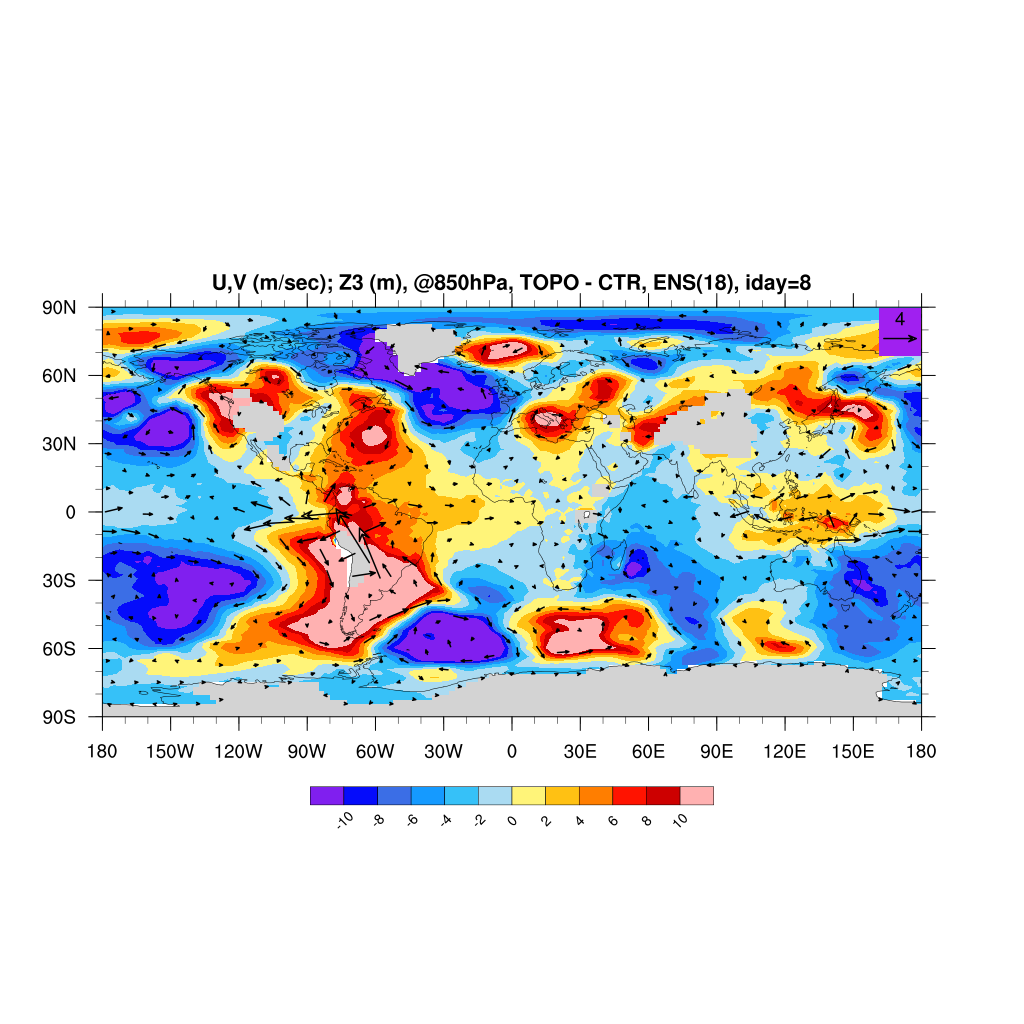 U,V (m/sec); Z3 (m), @850hPa, TOPO - CTR, ENS(18), iday=8
4
90N
60N
30N
0
30S
60S
90S
180 150W 120W 90W 60W 30W 0 30E 60E 90E 120E 150E 180
-10 -8 -6 -4 -2 0 2 4 6 8 10